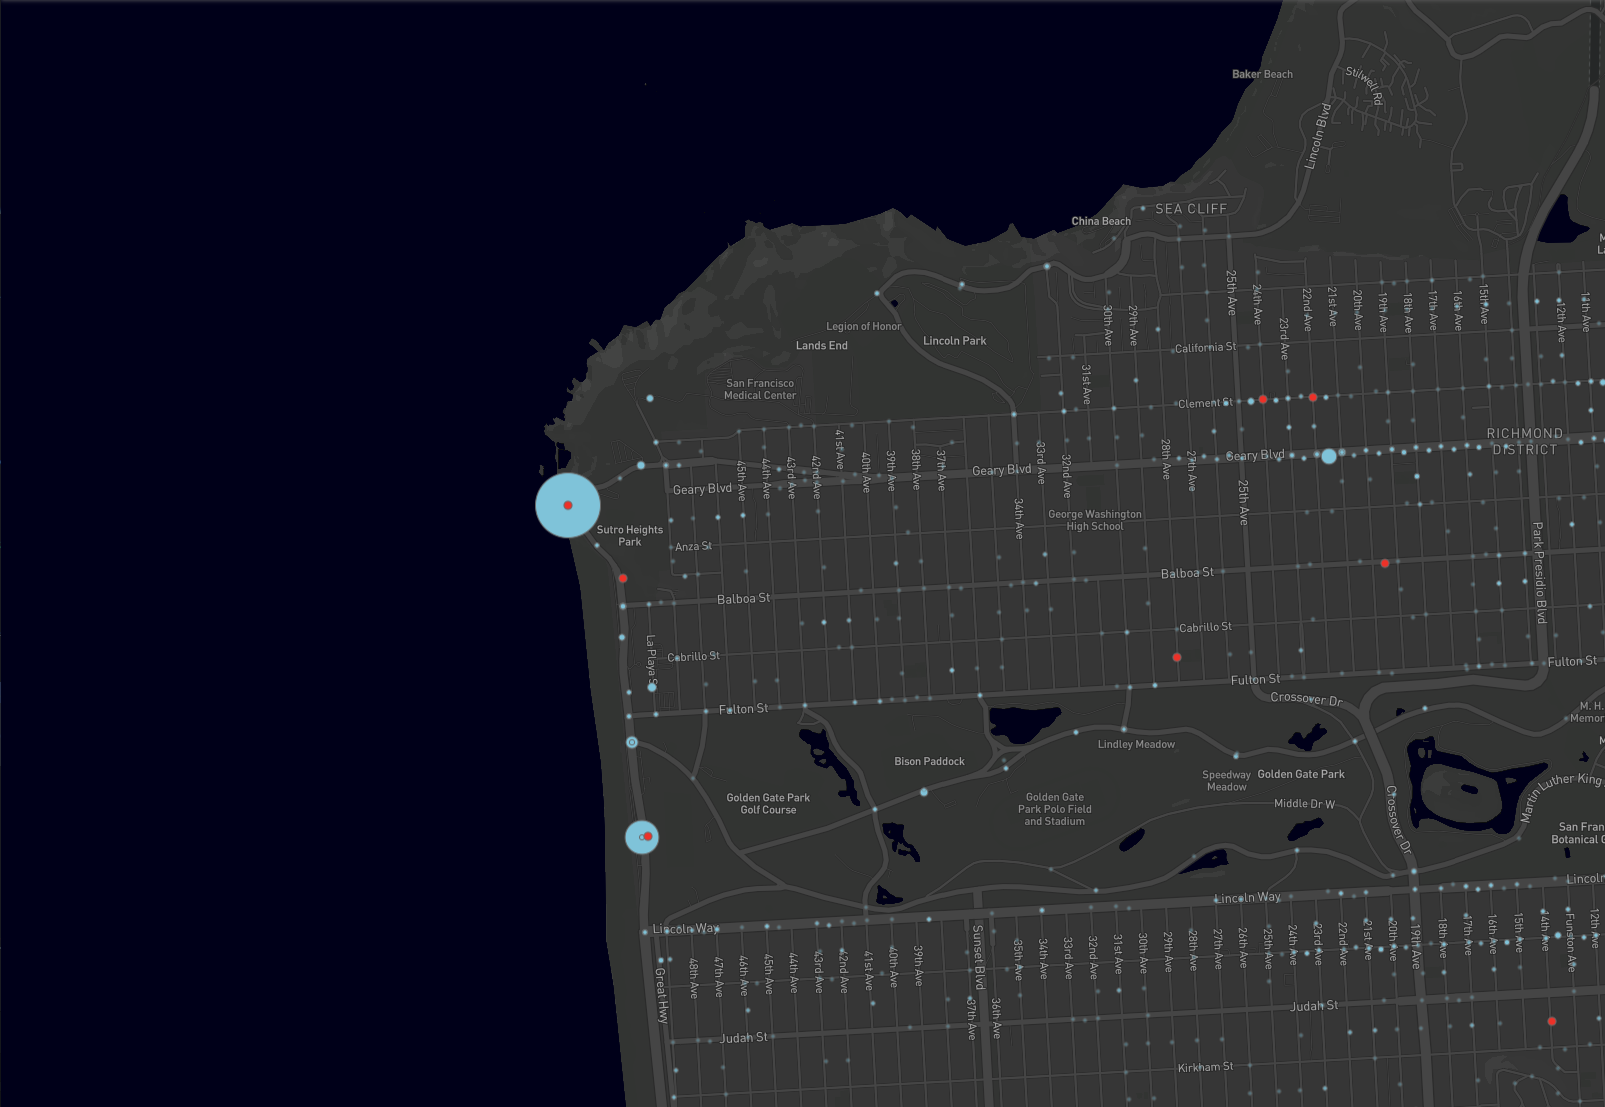 Baker Beach
Stilwell Rd
Lincoln Blvd
China Beach
SEA CLIFF
25th Ave
24th Ave
23rd Ave
22nd Ave
21st Ave
20th Ave
19th Ave
18th Ave
17th Ave
16th Ave
15th Ave
12th Ave
11th Ave
30th Ave
29th Ave
Legion of Honor
Lands End
Lincoln Park
California St
31st Ave
San Francisco
Medical Center
Clement St
RICHMOND
DISTRICT
41st Ave
45th Ave
44th Ave
43rd Ave
42nd Ave
40th Ave
39th Ave
38th Ave
37th Ave
33rd Ave
32nd Ave
28th Ave
27th Ave
Geary Blvd
Geary Blvd
Geary Blvd
25th Ave
34th Ave
George Washington
High School
Sutro Heights
Park
Anza St
Park Presidio Blvd
Balboa St
Balboa St
Cabrillo St
Cabrillo St
La Playa S
Fulton St
Fulton St
Fulton St
Crossover Dr
M. H.
Memor
Lindley Meadow
Bison Paddock
Speedway
Meadow
Golden Gate Park
Golden Gate Park
Golf Course
Golden Gate
Park Polo Field
and Stadium
Middle Dr W
Crossover Dr
Martin Luther King
San Fran
Botanical G
Lincoln Way
Lincoln Way
Lincoln
Great Hwy
48th Ave
47th Ave
46th Ave
45th Ave
44th Ave
43rd Ave
42nd Ave
41st Ave
40th Ave
39th Ave
Sunset Blvd
37th Ave
36th Ave
35th Ave
34th Ave
33rd Ave
32nd Ave
31st Ave
30th Ave
29th Ave
28th Ave
27th Ave
26th Ave
25th Ave
24th Ave
23rd Ave
22nd Ave
21st Ave
20th Ave
19th Ave
18th Ave
17th Ave
16th Ave
15th Ave
14th Ave
Funston Ave
12th Ave
Judah St
Judah St
Kirkham St